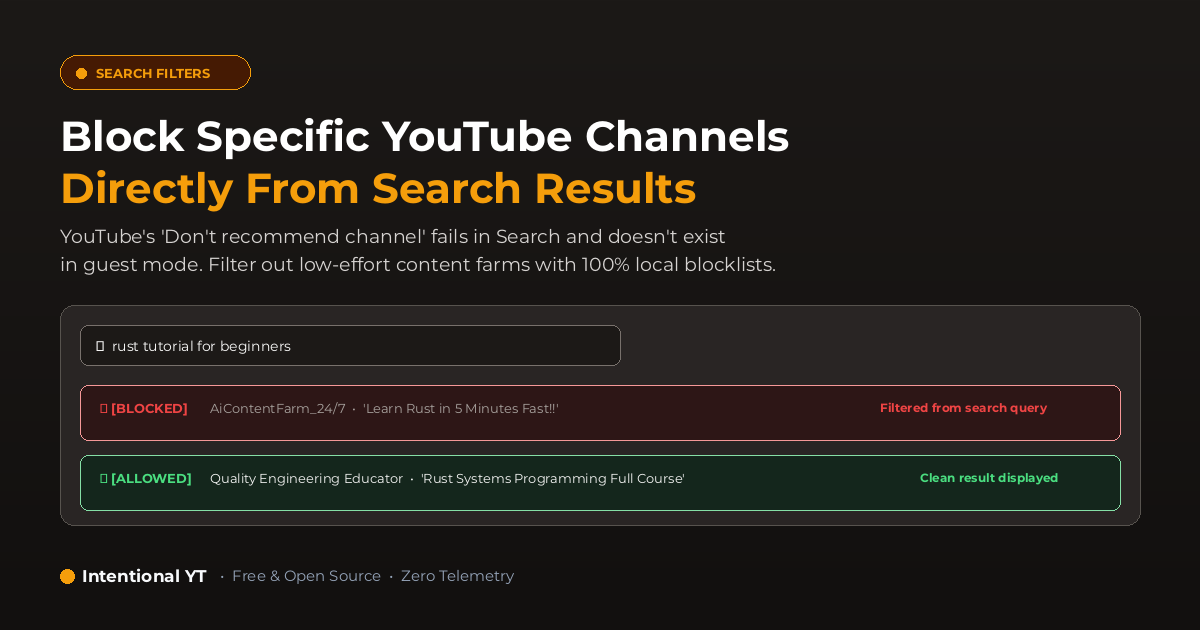 SEARCH FILTERS
Block Specific YouTube Channels
Directly From Search Results
YouTube's 'Don't recommend channel' fails in Search and doesn't exist
in guest mode. Filter out low-effort content farms with 100% local blocklists.
rust tutorial for beginners
[BLOCKED] AiContentFarm_24/7 • 'Learn Rust in 5 Minutes Fast!!' Filtered from search query
[ALLOWED] Quality Engineering Educator • 'Rust Systems Programming Full Course' Clean result displayed
Intentional YT • Free & Open Source • Zero Telemetry